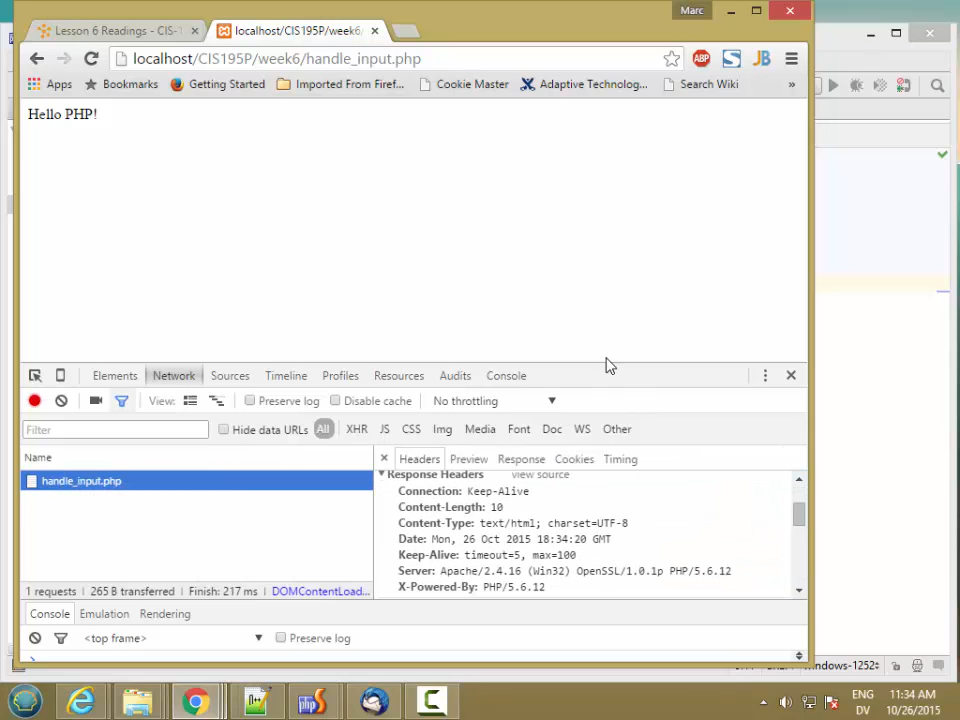 Marc
Lesson 6 Readings - CIS-1
localhost/CIS195P/week6/
localhost/CIS195P/week6/handle_input.php
ABP
S
JB
Apps
Bookmarks
Getting Started
Imported From Firef...
Cookie Master
Adaptive Technolog...
Search Wiki
»
Hello PHP!
Elements
Network
Sources
Timeline
Profiles
Resources
Audits
Console
View:
Preserve log
Disable cache
No throttling
Filter
Hide data URLs
All
XHR
JS
CSS
Img
Media
Font
Doc
WS
Other
Name
Headers
Preview
Response
Cookies
Timing
handle_input.php
Response Headers
view source
Connection: Keep-Alive
Content-Length: 10
Content-Type: text/html; charset=UTF-8
Date: Mon, 26 Oct 2015 18:34:20 GMT
Keep-Alive: timeout=5, max=100
Server: Apache/2.4.16 (Win32) OpenSSL/1.0.1p PHP/5.6.12
X-Powered-By: PHP/5.6.12
1 requests | 265 B transferred | Finish: 217 ms | DOMContentLoad...
Console
Emulation
Rendering
<top frame>
Preserve log
indows-1252
php
C
ENG
DV
11:34 AM
10/26/2015